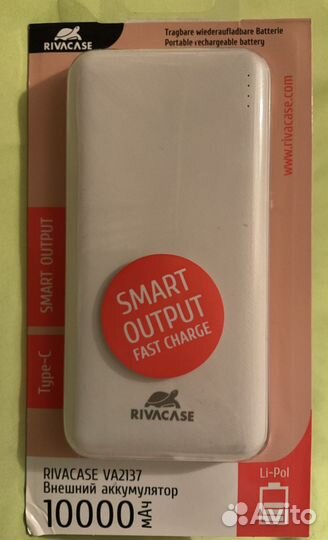 RIVACASE
Tragbare wiederaufladbare Batterie
Portable rechargeable battery
www.rivacase.com
SMART OUTPUT
Type-C
SMART
OUTPUT
FAST CHARGE
RIVACASE
RIVACASE VA2137
Внешний аккумулятор
10000 мАч
Li-Pol
Avito